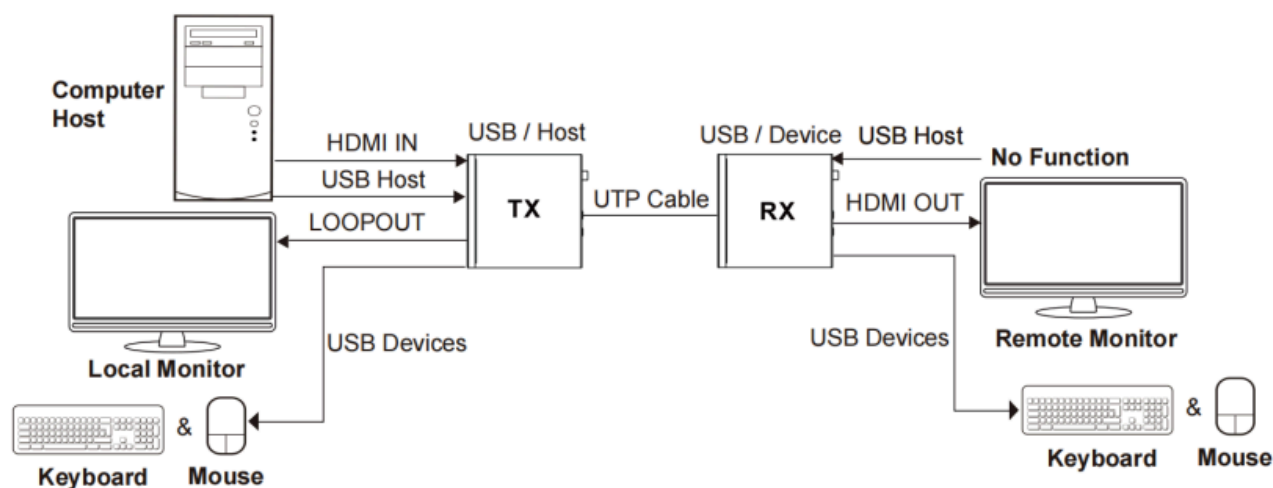 Computer
Host
HDMI IN
USB Host
LOOPOUT
USB / Host
TX
UTP Cable
USB / Device
RX
USB Host
No Function
HDMI OUT
USB Devices
Local Monitor
USB Devices
Remote Monitor
&
Keyboard
Mouse
&
Keyboard
Mouse